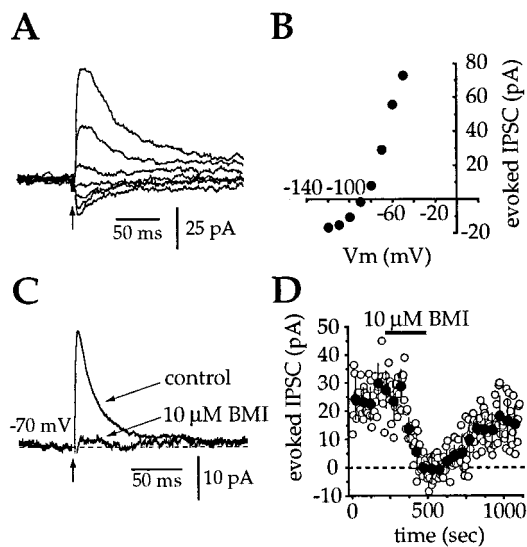 A
50 ms
25 pA
B
80
60
40
20
-20
-140
-100
-60
-20
evoked IPSC (pA)
Vm (mV)
C
control
10 µM BMI
-70 mV
50 ms
10 pA
D
10 µM BMI
50
40
30
20
10
0
-10
evoked IPSC (pA)
0
500
1000
time (sec)